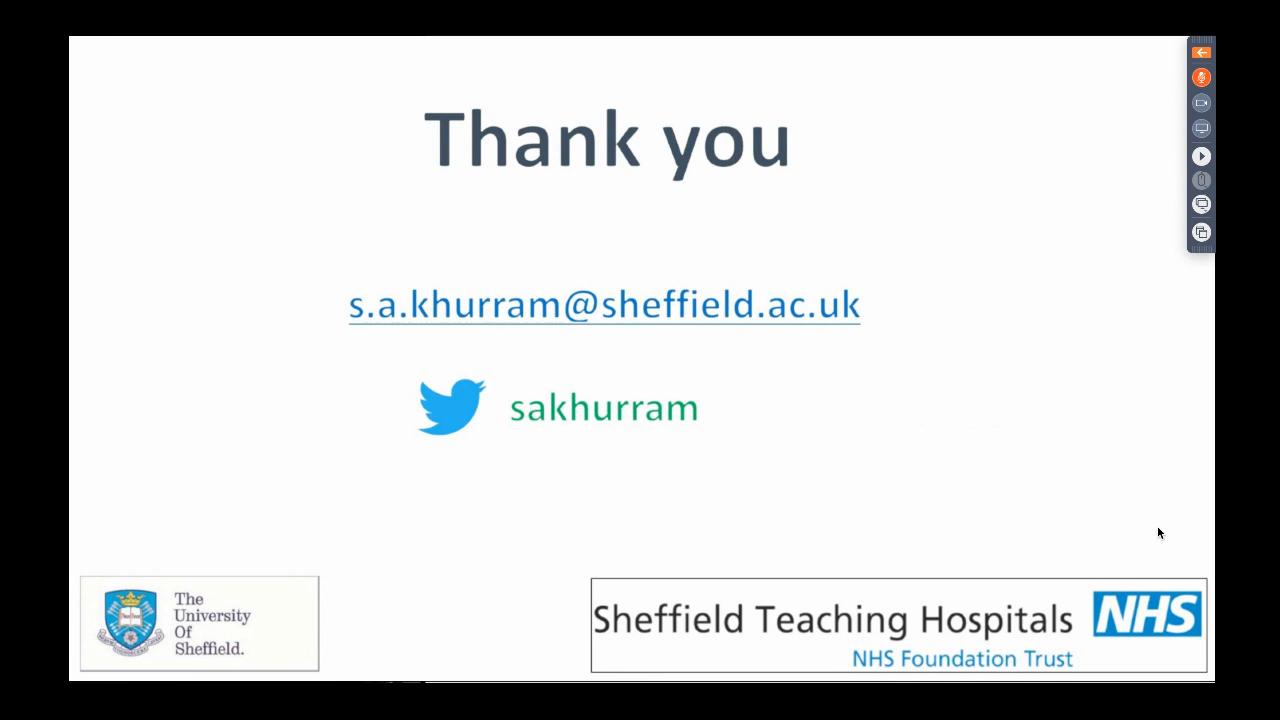 Thank you
s.a.khurram@sheffield.ac.uk
sakhurram
The
University
Of
Sheffield.
Sheffield Teaching Hospitals NHS
NHS Foundation Trust